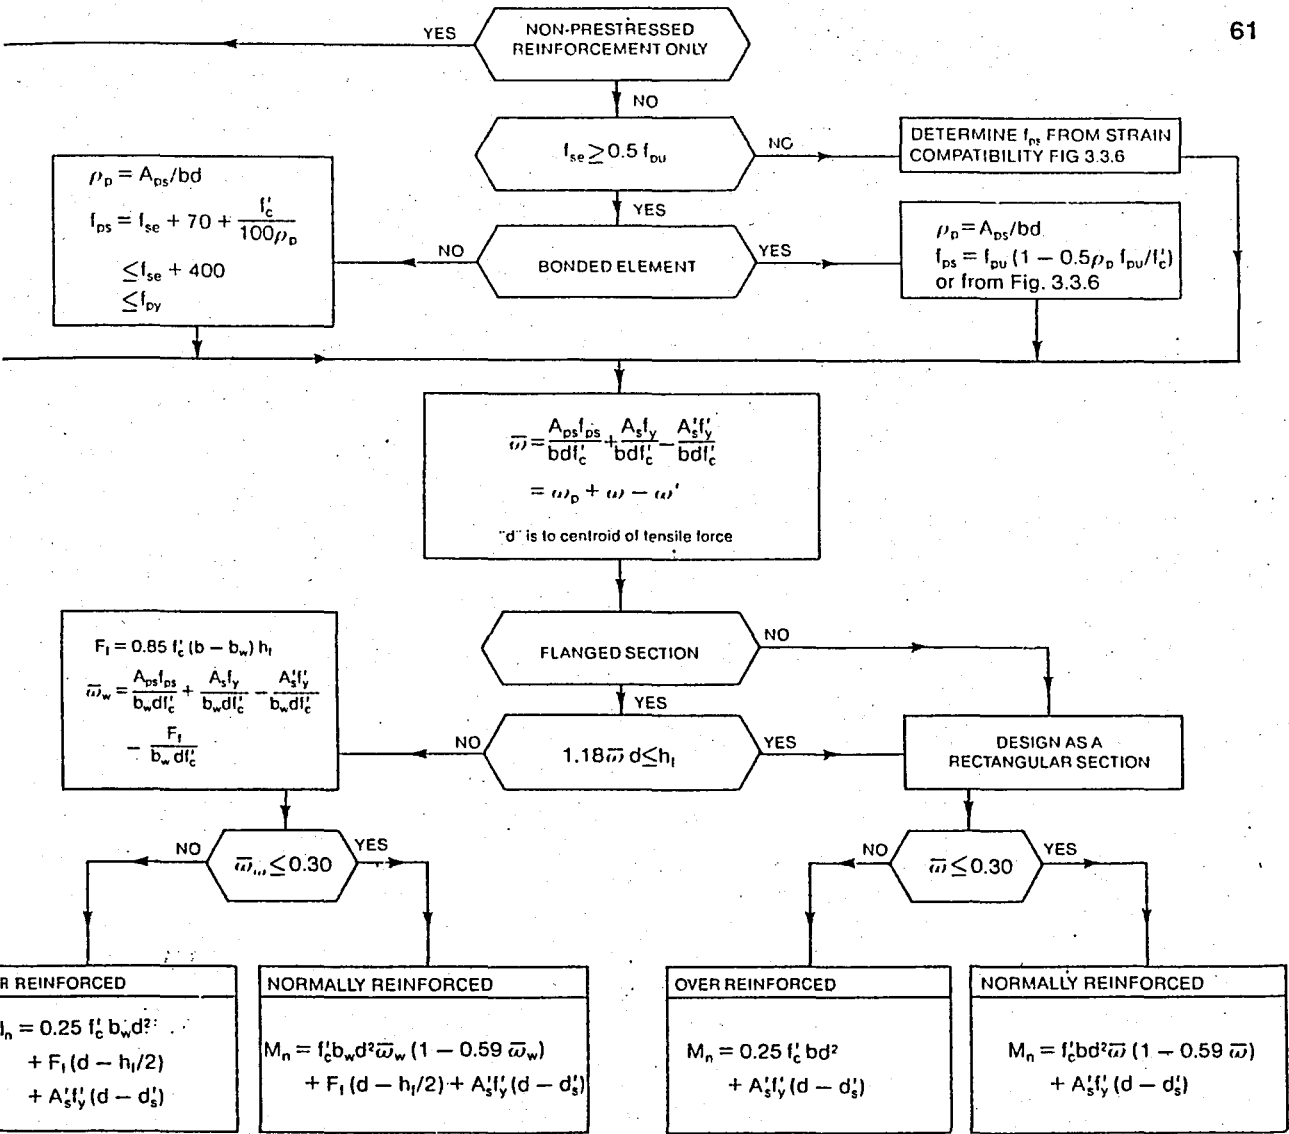 61
NON-PRESTRESSED
REINFORCEMENT ONLY
YES
NO
f_se ≥ 0.5 f_pu
NO
DETERMINE f_ps FROM STRAIN
COMPATIBILITY FIG 3.3.6
YES
ρ_p = A_ps/bd
f_ps = f_se + 70 + f'_c / 100ρ_p
≤ f_se + 400
≤ f_py
NO
BONDED ELEMENT
YES
ρ_p = A_ps/bd
f_ps = f_pu (1 − 0.5ρ_p f_pu/f'_c)
or from Fig. 3.3.6
ω̅ = A_ps f_ps / bdf'_c + A_s f_y / bdf'_c − A'_s f'_y / bdf'_c
= ω_p + ω − ω'
"d" is to centroid of tensile force
FLANGED SECTION
NO
YES
F_f = 0.85 f'_c (b − b_w) h_f
ω̅_w = A_ps f_ps / b_w df'_c + A_s f_y / b_w df'_c − A'_s f'_y / b_w df'_c
− F_f / b_w df'_c
NO
1.18 ω̅ d ≤ h_f
YES
DESIGN AS A
RECTANGULAR SECTION
NO
ω̅_w ≤ 0.30
YES
NO
ω̅ ≤ 0.30
YES
R REINFORCED
n = 0.25 f'_c b_w d²
+ F_f (d − h_f/2)
+ A'_s f'_y (d − d'_s)
NORMALLY REINFORCED
M_n = f'_c b_w d² ω̅_w (1 − 0.59 ω̅_w)
+ F_f (d − h_f/2) + A'_s f'_y (d − d'_s)
OVER REINFORCED
M_n = 0.25 f'_c bd²
+ A'_s f'_y (d − d'_s)
NORMALLY REINFORCED
M_n = f'_c bd² ω̅ (1 − 0.59 ω̅)
+ A'_s f'_y (d − d'_s)